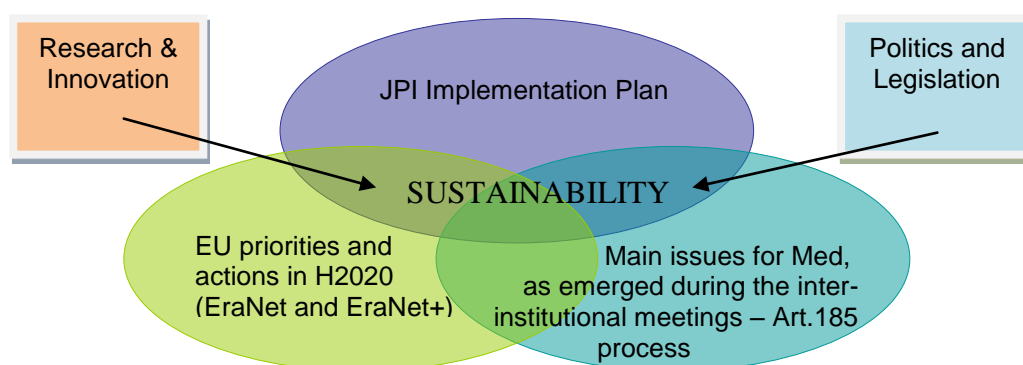 Research &
Innovation
Politics and
Legislation
JPI Implementation Plan
SUSTAINABILITY
EU priorities and
actions in H2020
(EraNet and EraNet+)
Main issues for Med,
as emerged during the inter-
institutional meetings – Art.185
process